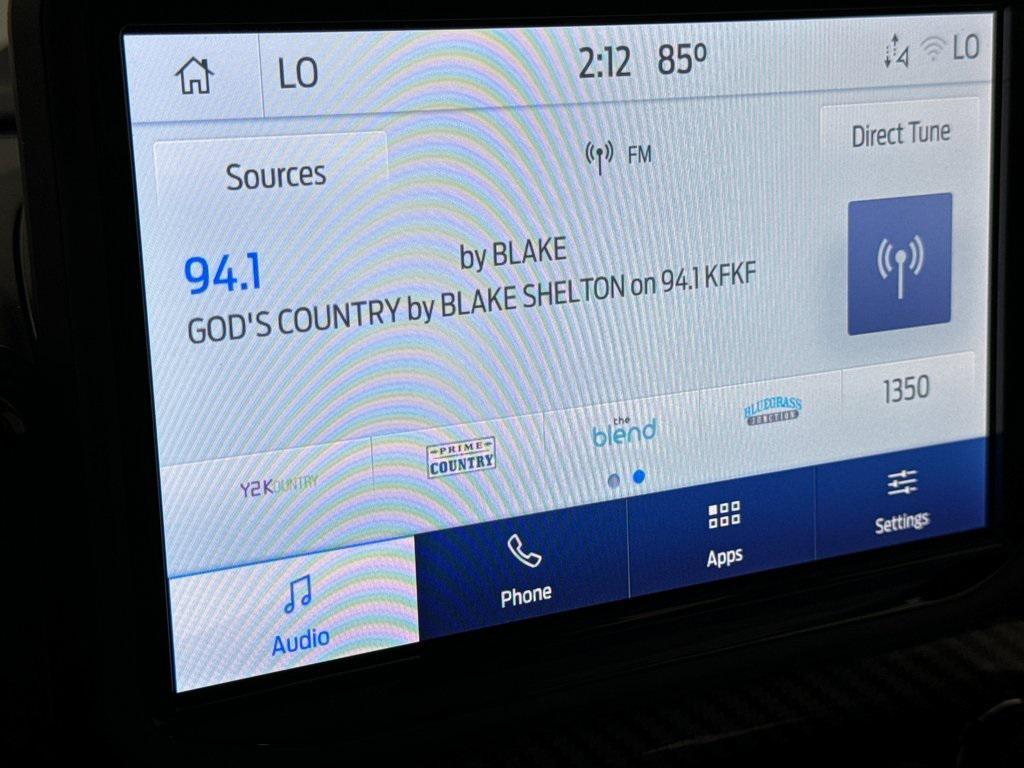 LO 2:12 85° LO
Sources FM Direct Tune
94.1 by BLAKE
GOD'S COUNTRY by BLAKE SHELTON on 94.1 KFKF
Y2KOUNTRY PRIME COUNTRY the blend BLUEGRASS JUNCTION 1350
Audio Phone Apps Settings